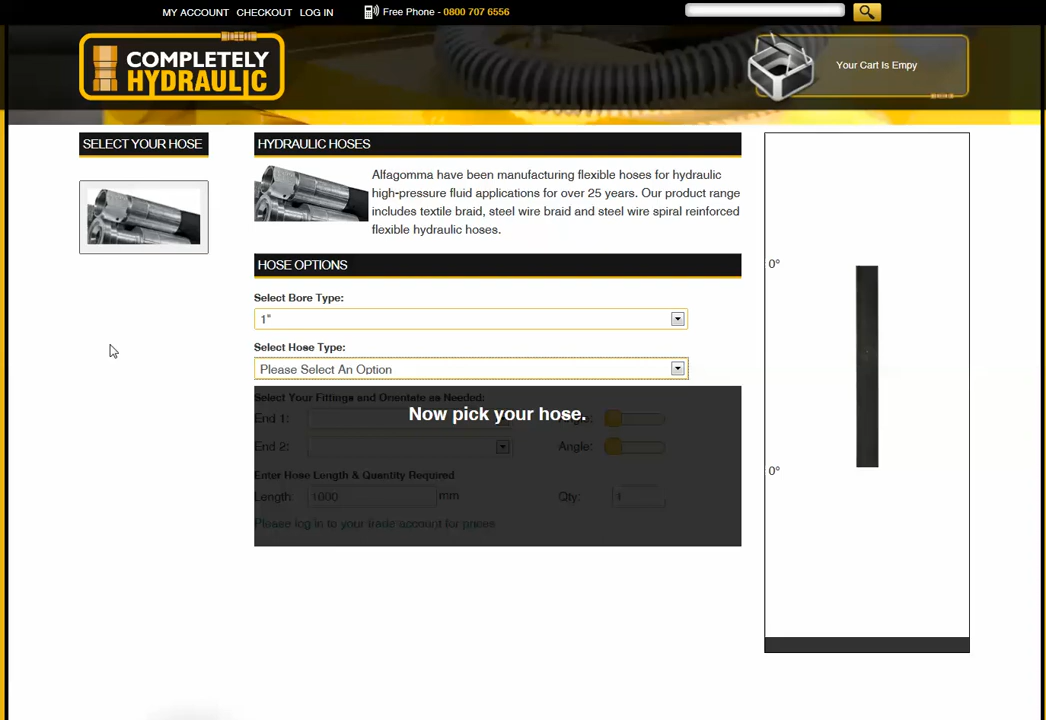 MY ACCOUNT CHECKOUT LOG IN Free Phone - 0800 707 6556
COMPLETELY
HYDRAULIC
Your Cart Is Empy
SELECT YOUR HOSE
HYDRAULIC HOSES
Alfagomma have been manufacturing flexible hoses for hydraulic
high-pressure fluid applications for over 25 years. Our product range
includes textile braid, steel wire braid and steel wire spiral reinforced
flexible hydraulic hoses.
HOSE OPTIONS
Select Bore Type:
1"
Select Hose Type:
Please Select An Option
Select Your Fittings and Orientate as Needed:
Now pick your hose.
End 1: Angle:
End 2: Angle:
Enter Hose Length & Quantity Required
Length: 1000 mm Qty: 1
Please log in to your trade account for prices
0°
0°